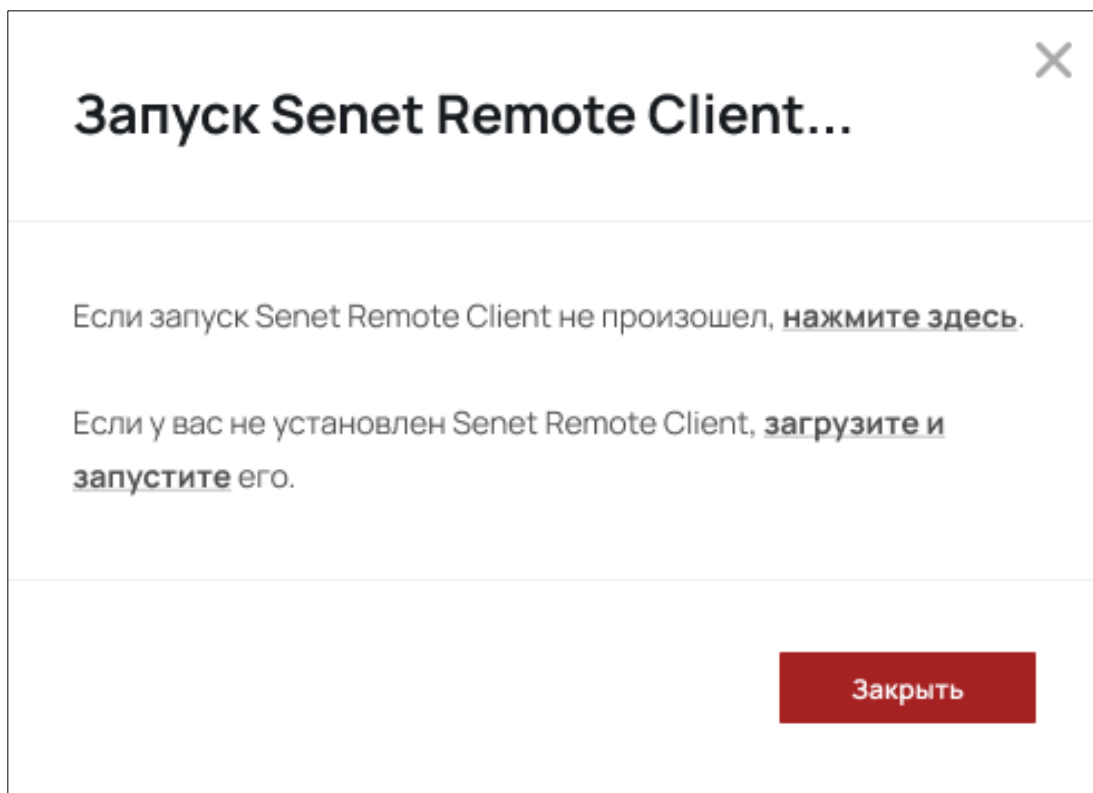 Запуск Senet Remote Client...
Если запуск Senet Remote Client не произошел, нажмите здесь.
Если у вас не установлен Senet Remote Client, загрузите и
запустите его.
Закрыть